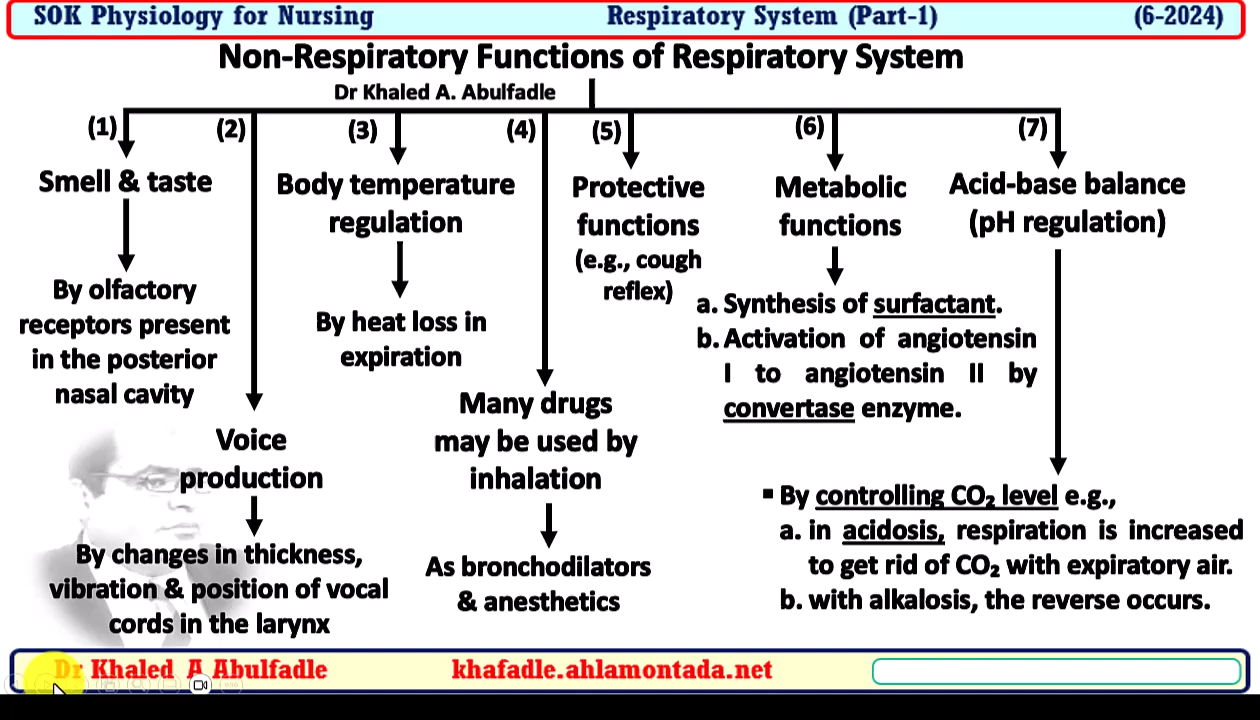 SOK Physiology for Nursing Respiratory System (Part-1) (6-2024)
Non-Respiratory Functions of Respiratory System
Dr Khaled A. Abulfadle
(1)
Smell & taste
By olfactory
receptors present
in the posterior
nasal cavity
(2)
Voice
production
By changes in thickness,
vibration & position of vocal
cords in the larynx
(3)
Body temperature
regulation
By heat loss in
expiration
(4)
Many drugs
may be used by
inhalation
As bronchodilators
& anesthetics
(5)
Protective
functions
(e.g., cough
reflex)
(6)
Metabolic
functions
a. Synthesis of surfactant.
b. Activation of angiotensin
I to angiotensin II by
convertase enzyme.
(7)
Acid-base balance
(pH regulation)
▪ By controlling CO₂ level e.g.,
a. in acidosis, respiration is increased
to get rid of CO₂ with expiratory air.
b. with alkalosis, the reverse occurs.
Dr Khaled A Abulfadle khafadle.ahlamontada.net